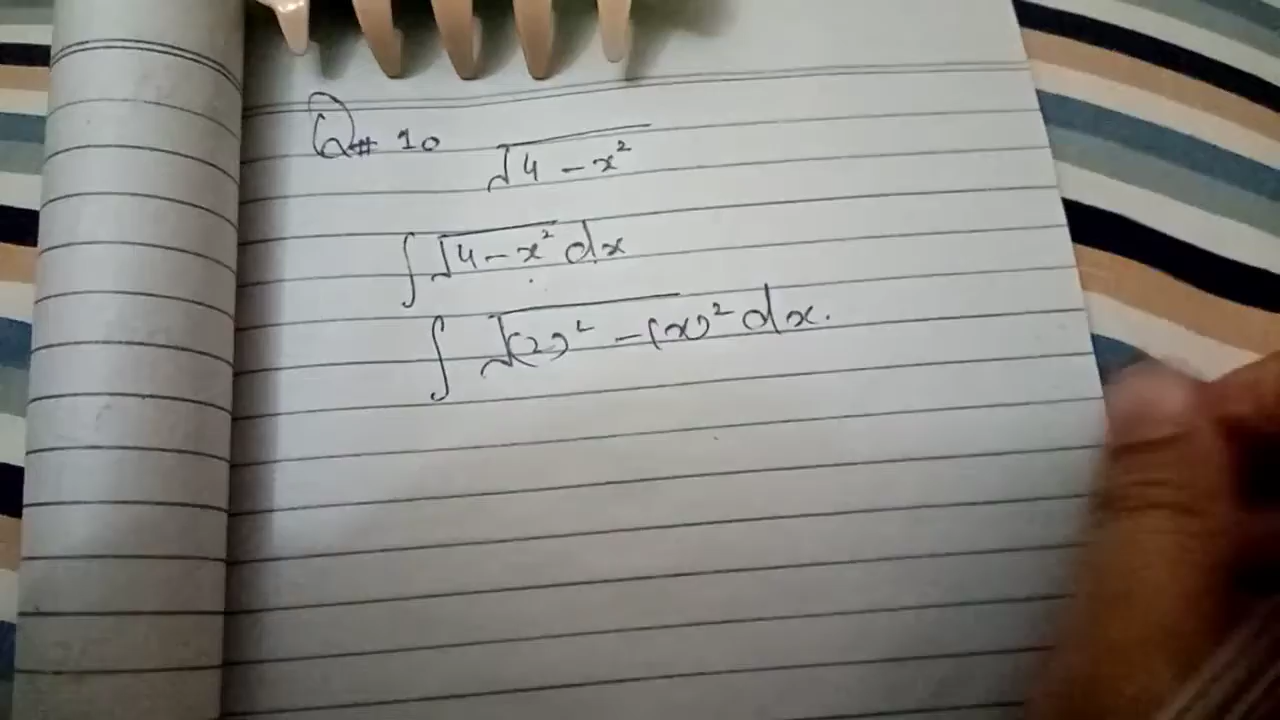 Q# 10
√4 - x²
∫ √4 - x² dx
∫ √(2)² - (x)² dx.